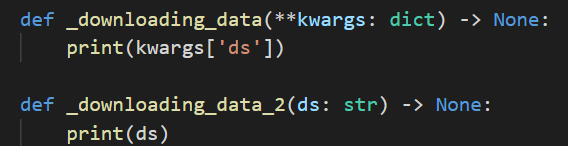 def _downloading_data(**kwargs: dict) -> None:
    print(kwargs['ds'])
def _downloading_data_2(ds: str) -> None:
    print(ds)